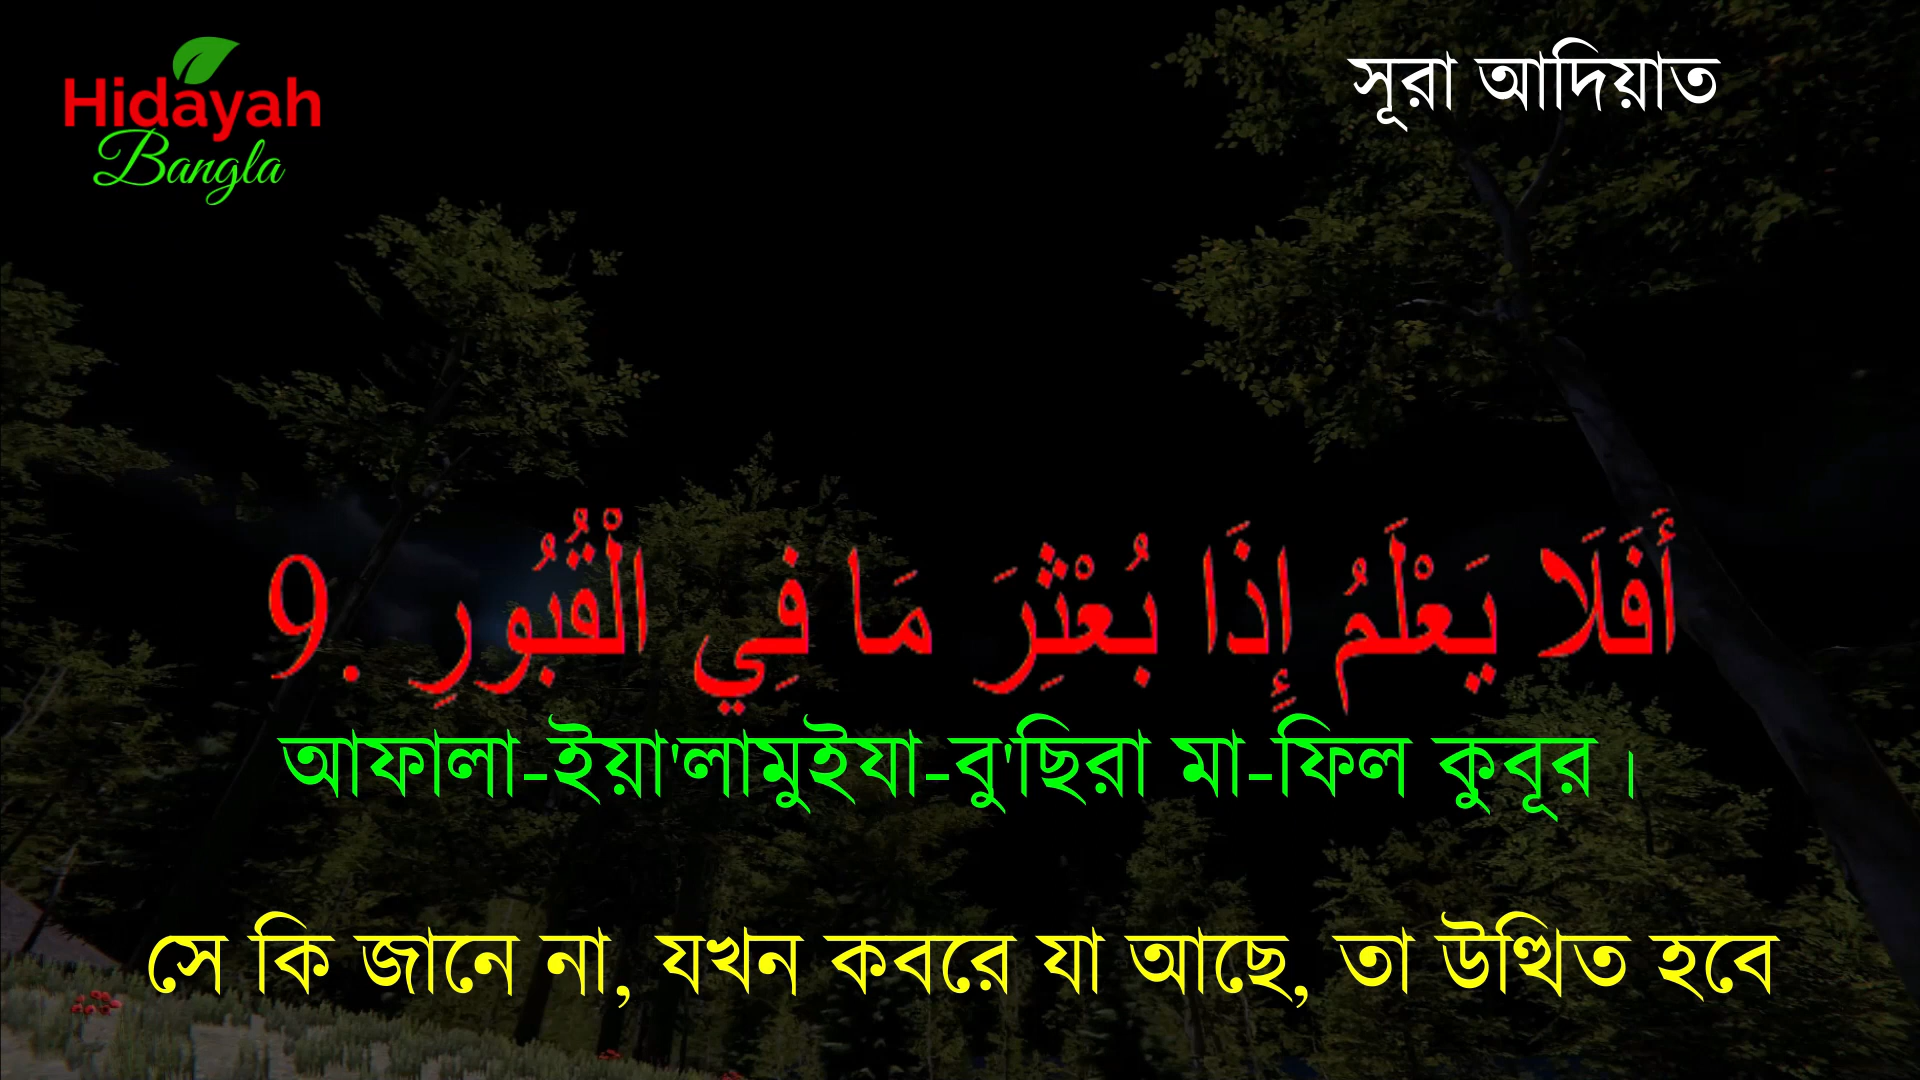 Hidayah
Bangla
সূরা আদিয়াত
أَفَلَا يَعْلَمُ إِذَا بُعْثِرَ مَا فِي الْقُبُورِ .9
আফালা-ইয়া'লামুইযা-বু'ছিরা মা-ফিল কুবূর।
সে কি জানে না, যখন কবরে যা আছে, তা উত্থিত হবে